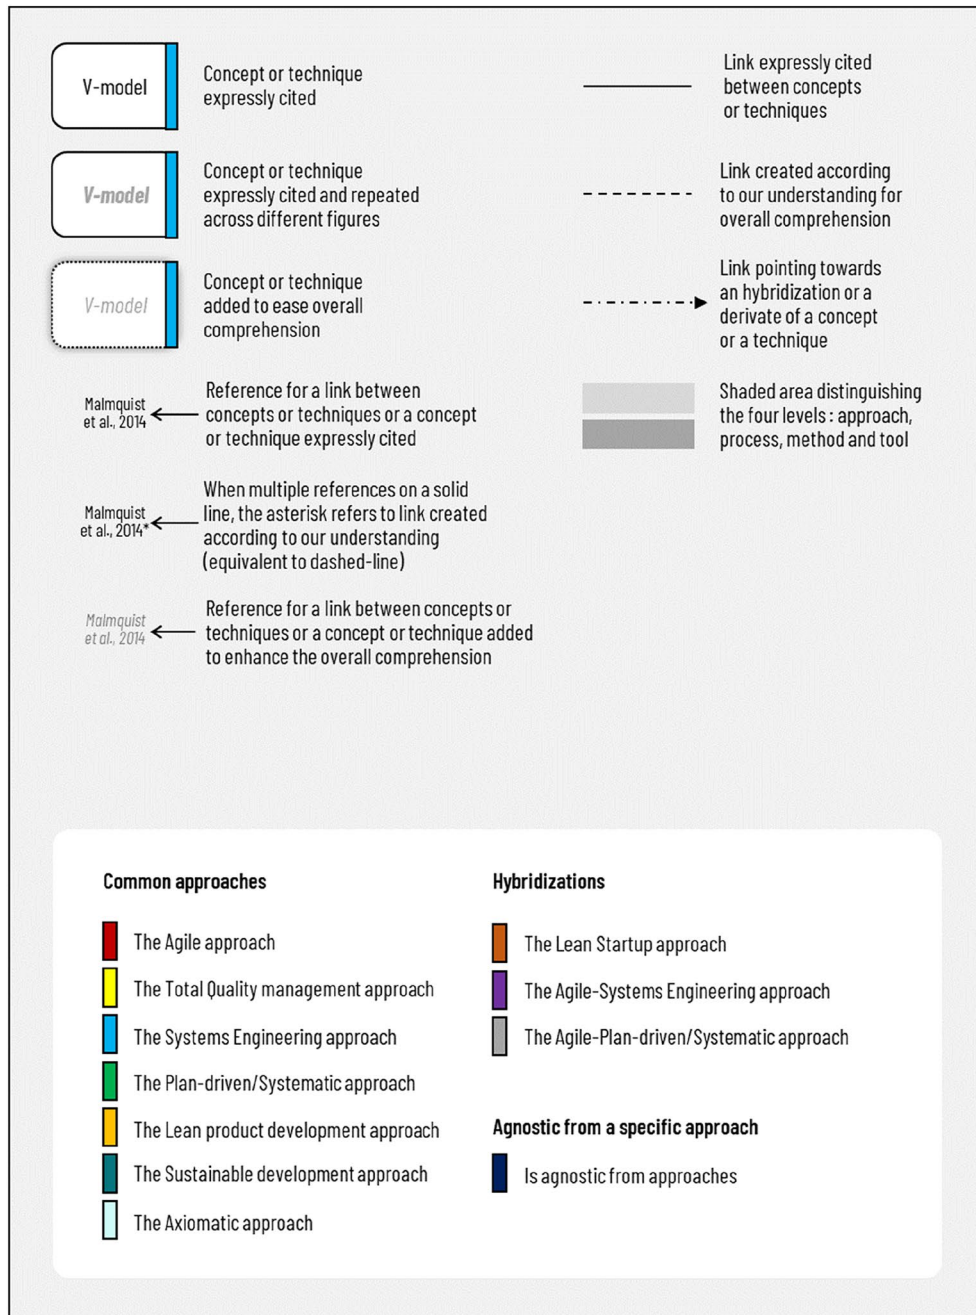 V-model
Concept or technique
expressly cited
V-model
Concept or technique
expressly cited and repeated
across different figures
V-model
Concept or technique
added to ease overall
comprehension
Malmquist
et al., 2014
Reference for a link between
concepts or techniques or a concept
or technique expressly cited
Malmquist
et al., 2014*
When multiple references on a solid
line, the asterisk refers to link created
according to our understanding
(equivalent to dashed-line)
Malmquist
et al., 2014
Reference for a link between concepts or
techniques or a concept or technique added
to enhance the overall comprehension
Link expressly cited
between concepts
or techniques
Link created according
to our understanding for
overall comprehension
Link pointing towards
an hybridization or a
derivate of a concept
or a technique
Shaded area distinguishing
the four levels : approach,
process, method and tool
Common approaches
The Agile approach
The Total Quality management approach
The Systems Engineering approach
The Plan-driven/Systematic approach
The Lean product development approach
The Sustainable development approach
The Axiomatic approach
Hybridizations
The Lean Startup approach
The Agile-Systems Engineering approach
The Agile-Plan-driven/Systematic approach
Agnostic from a specific approach
Is agnostic from approaches